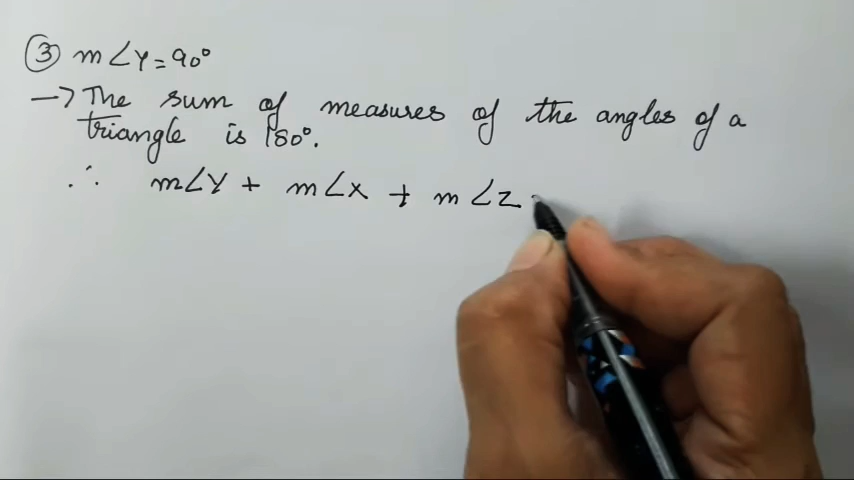 ③ m∠Y = 90°
→ The sum of measures of the angles of a
triangle is 180°.
∴ m∠Y + m∠X + m∠Z